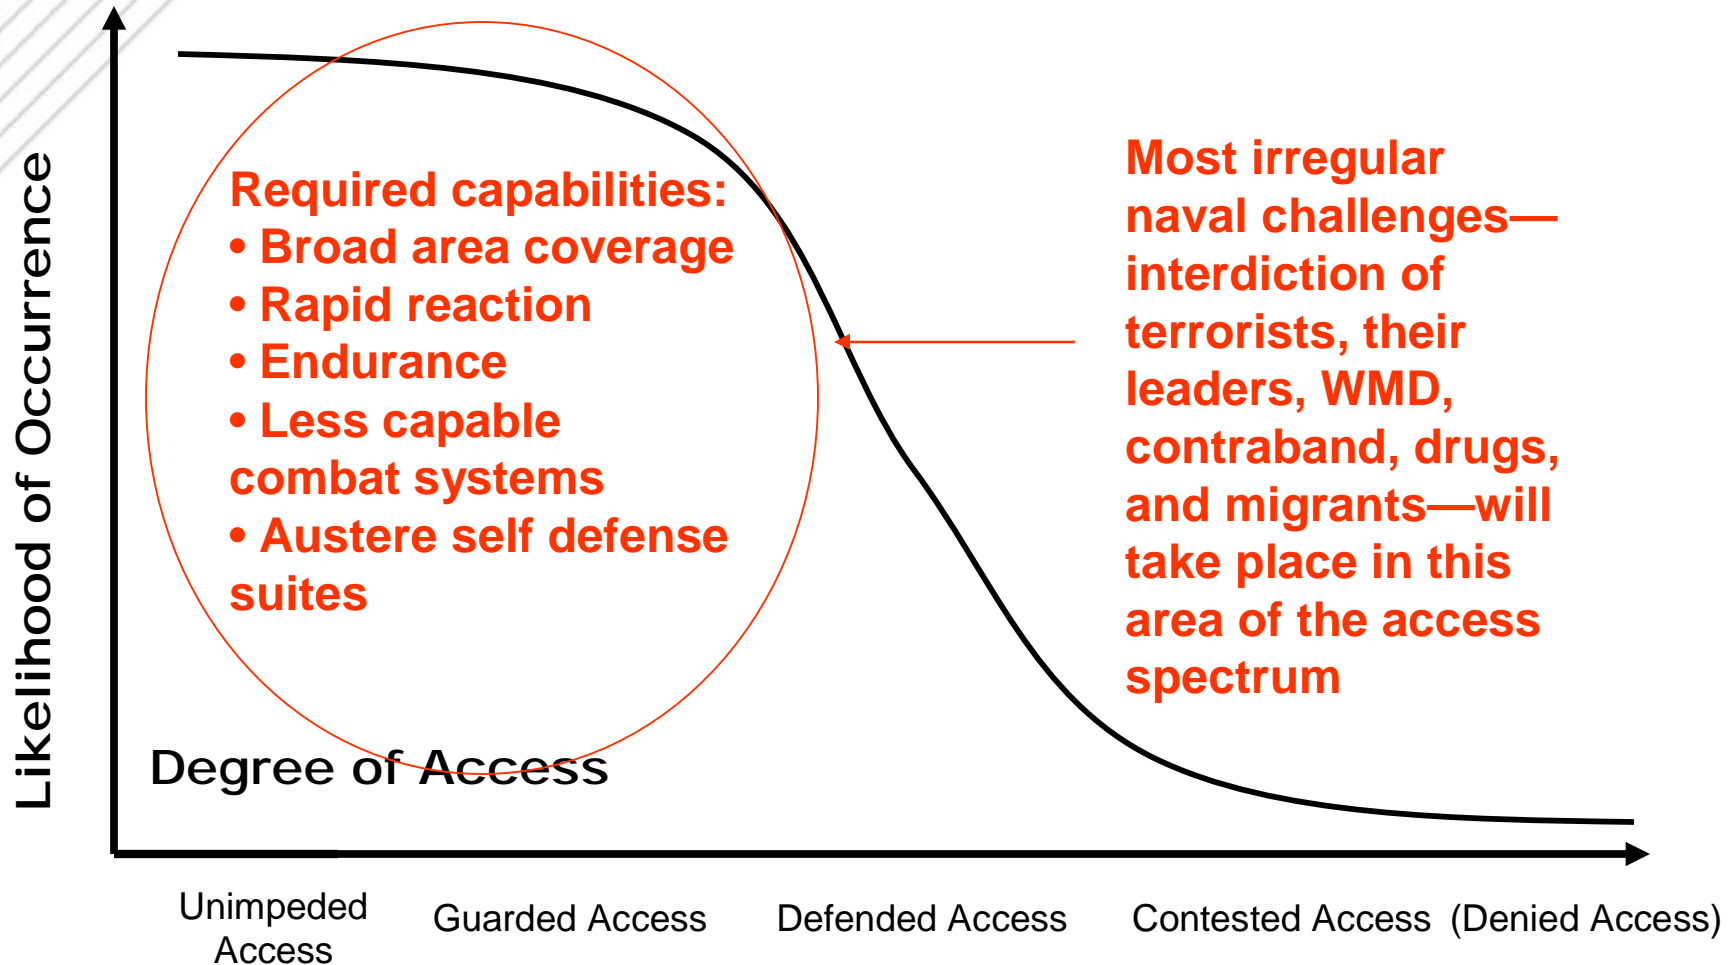 Likelihood of Occurrence
Required capabilities:
• Broad area coverage
• Rapid reaction
• Endurance
• Less capable
combat systems
• Austere self defense
suites
Most irregular
naval challenges—
interdiction of
terrorists, their
leaders, WMD,
contraband, drugs,
and migrants—will
take place in this
area of the access
spectrum
Degree of Access
Unimpeded
Access
Guarded Access
Defended Access
Contested Access
(Denied Access)